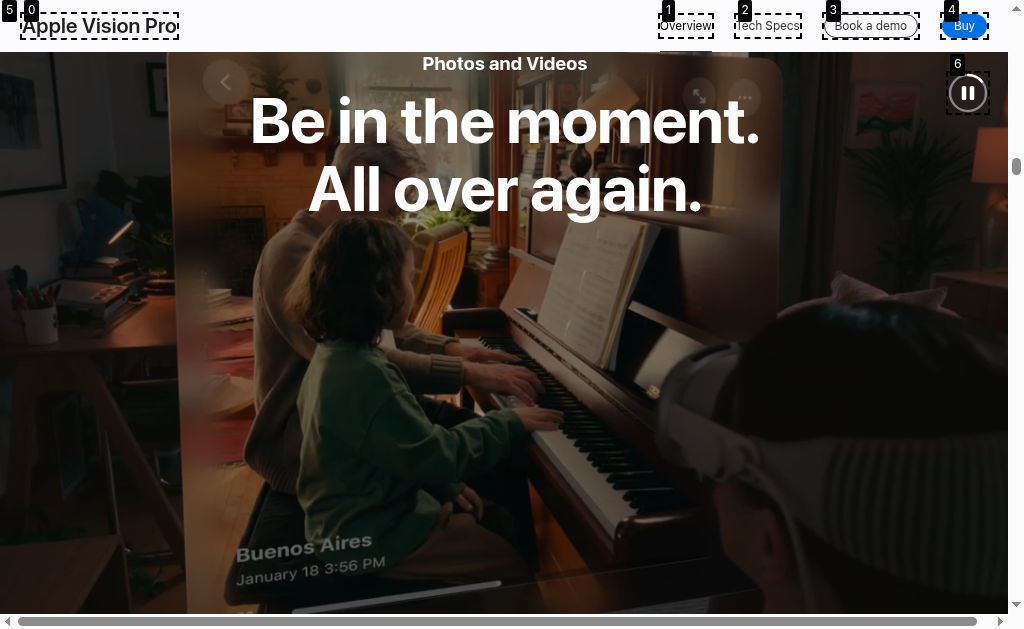 5 0 1 2 3 4
Apple Vision Pro
Overview
Tech Specs
Book a demo
Buy
6
Photos and Videos
Be in the moment.
All over again.
Buenos Aires
January 18 3:56 PM